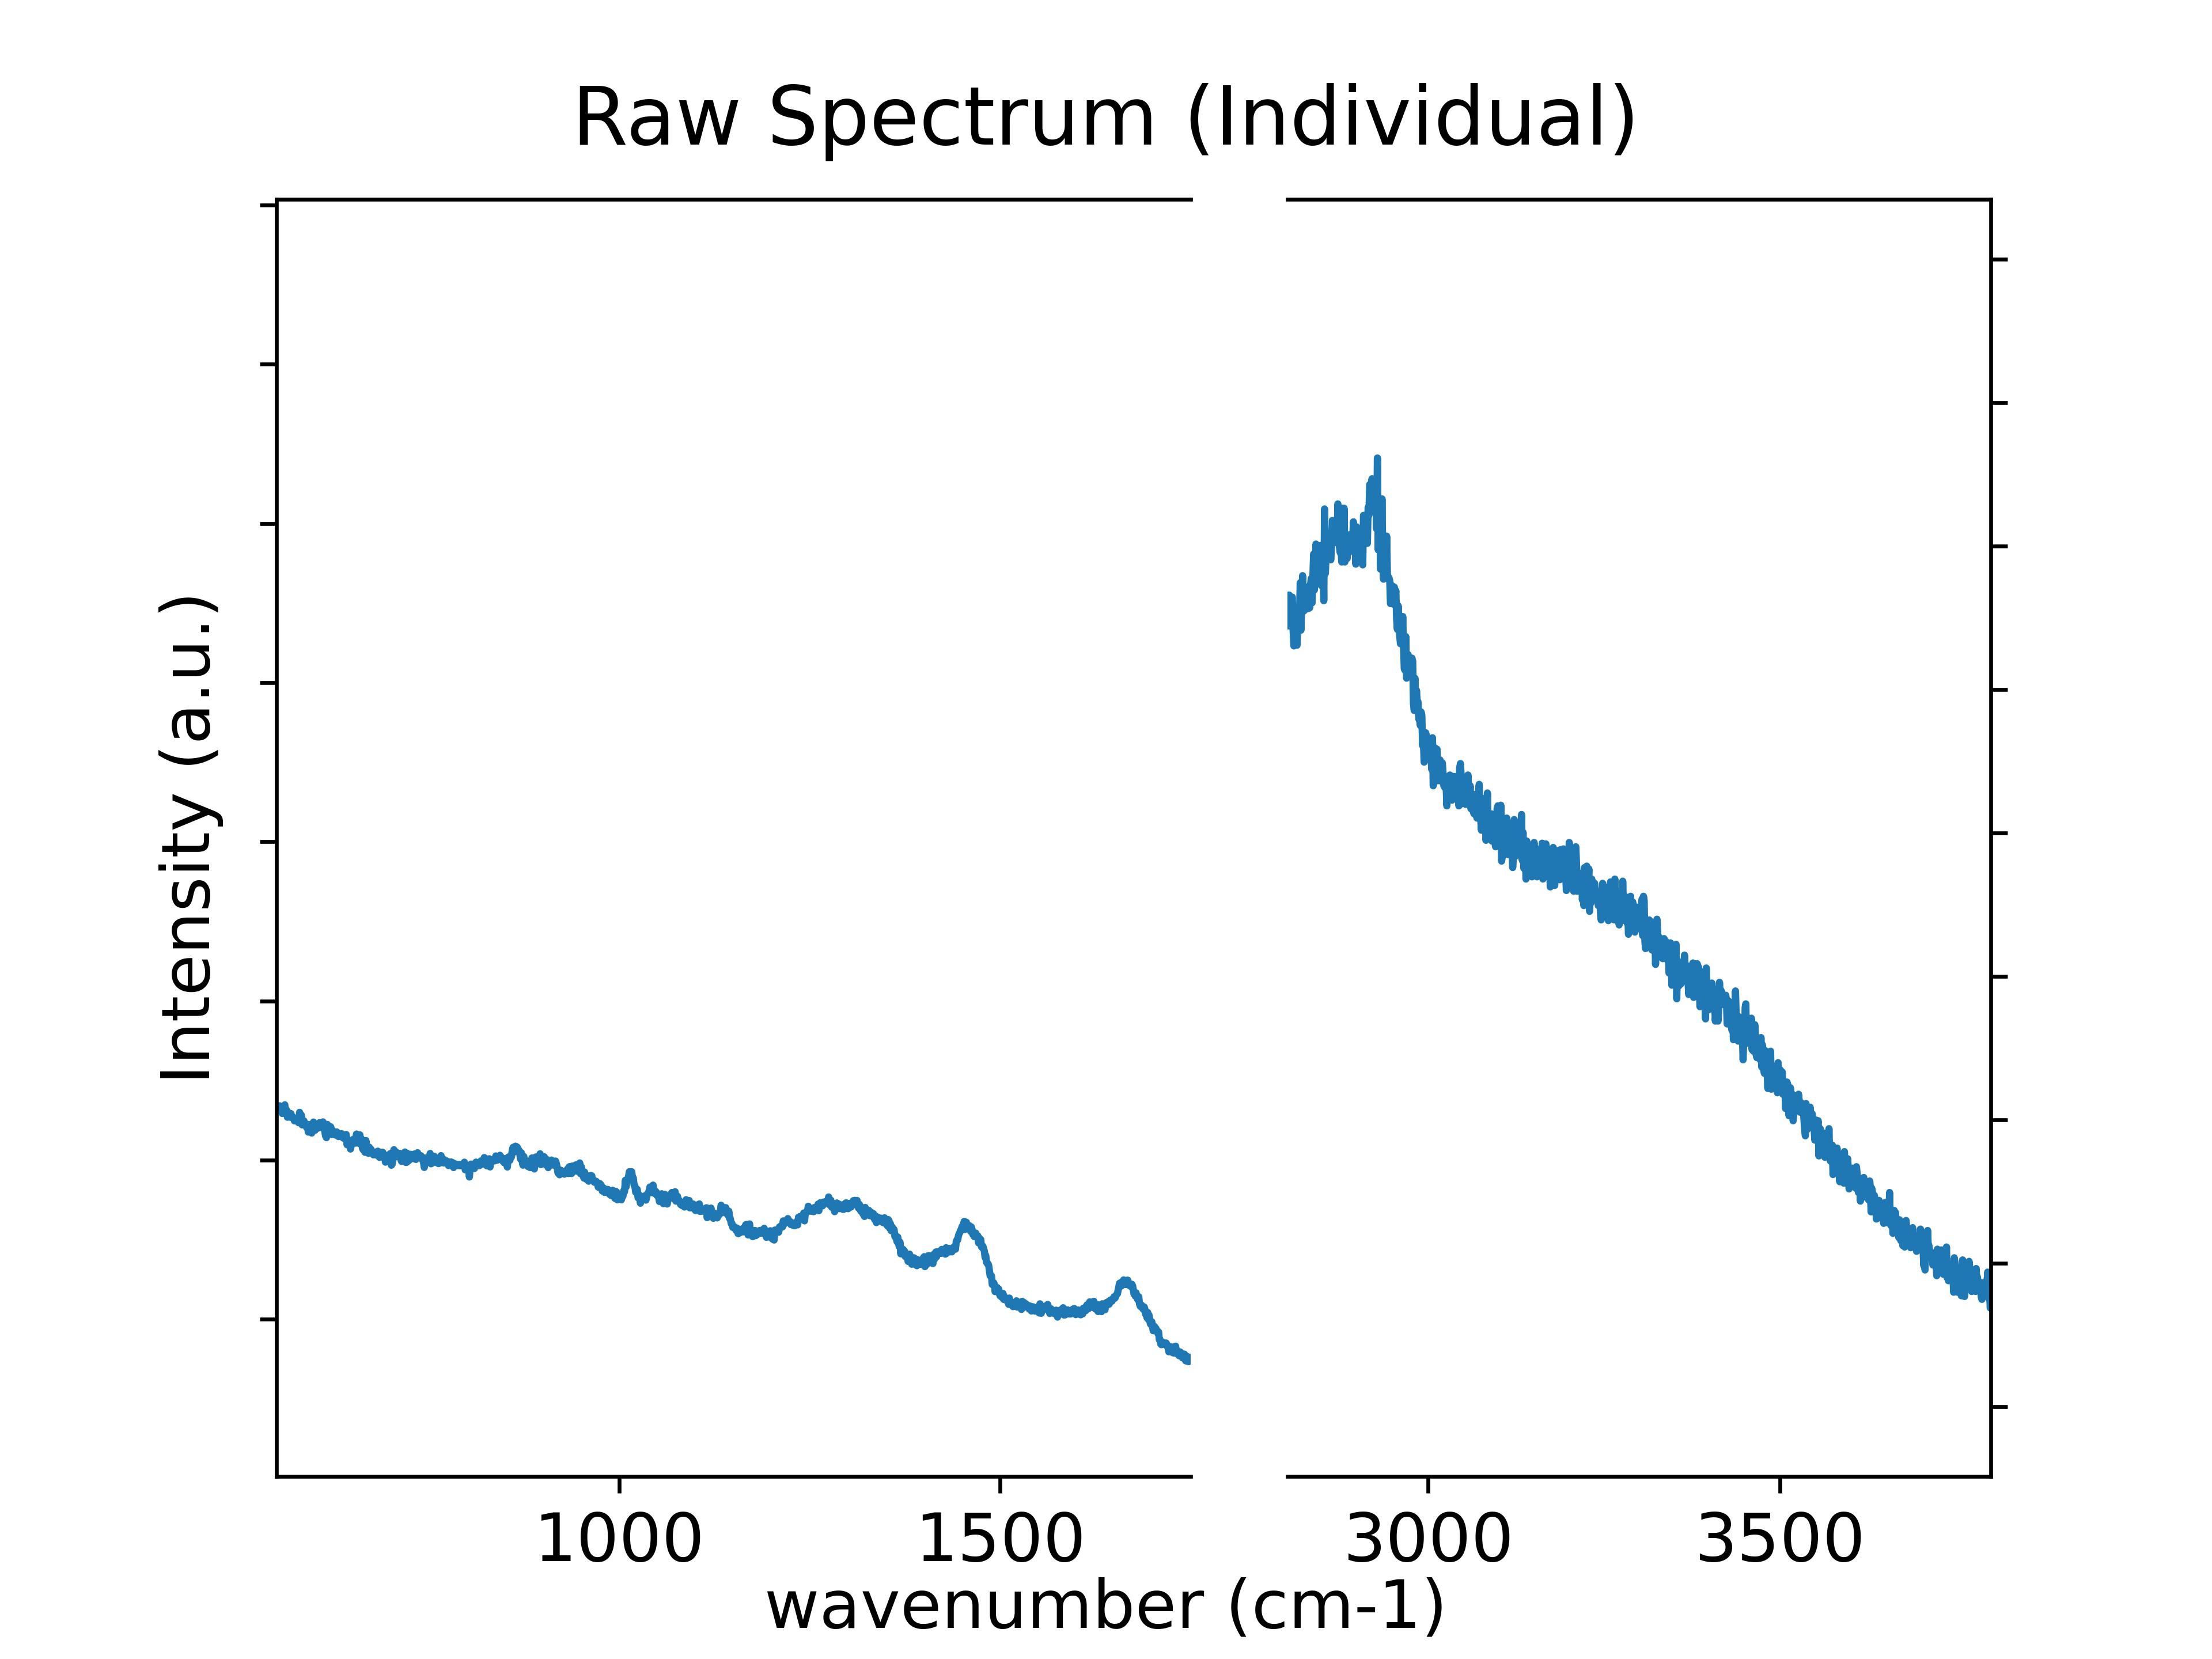 Raw Spectrum (Individual)
Intensity (a.u.)
1000 1500 3000 3500
wavenumber (cm-1)